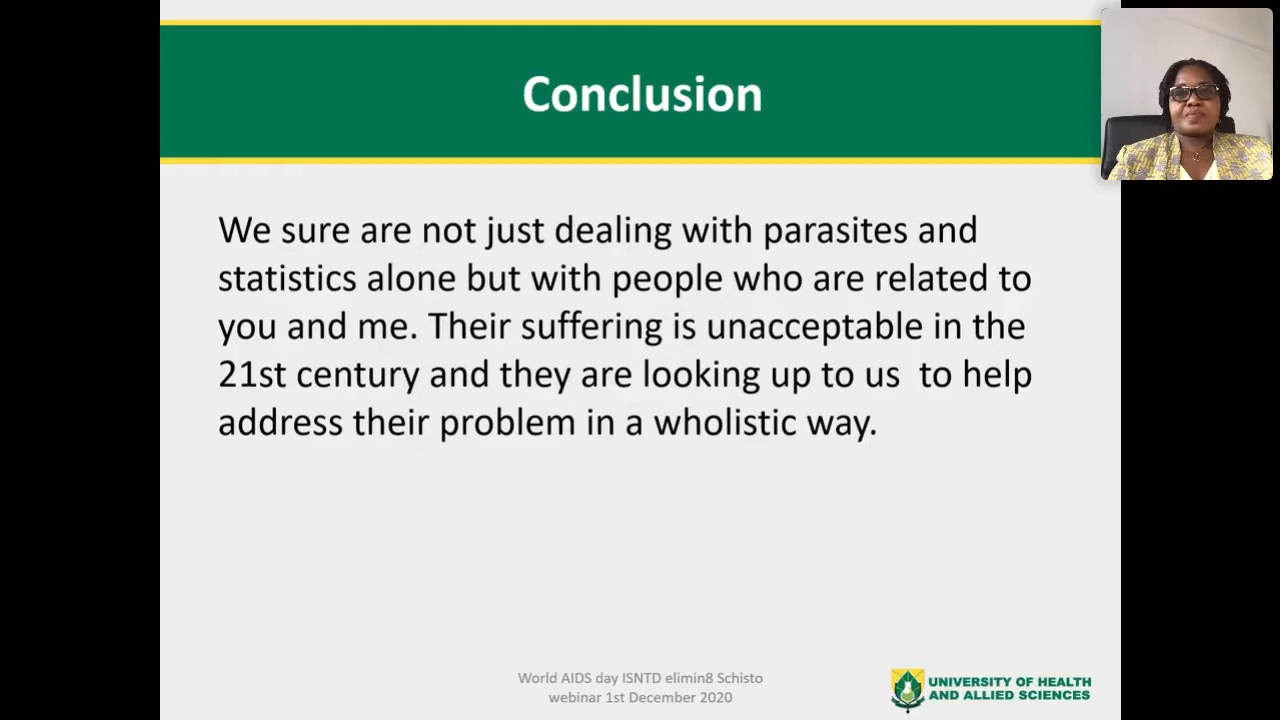 Conclusion
We sure are not just dealing with parasites and
statistics alone but with people who are related to
you and me. Their suffering is unacceptable in the
21st century and they are looking up to us  to help
address their problem in a wholistic way.
World AIDS day ISNTD elimin8 Schisto
webinar 1st December 2020
UNIVERSITY OF HEALTH
AND ALLIED SCIENCES